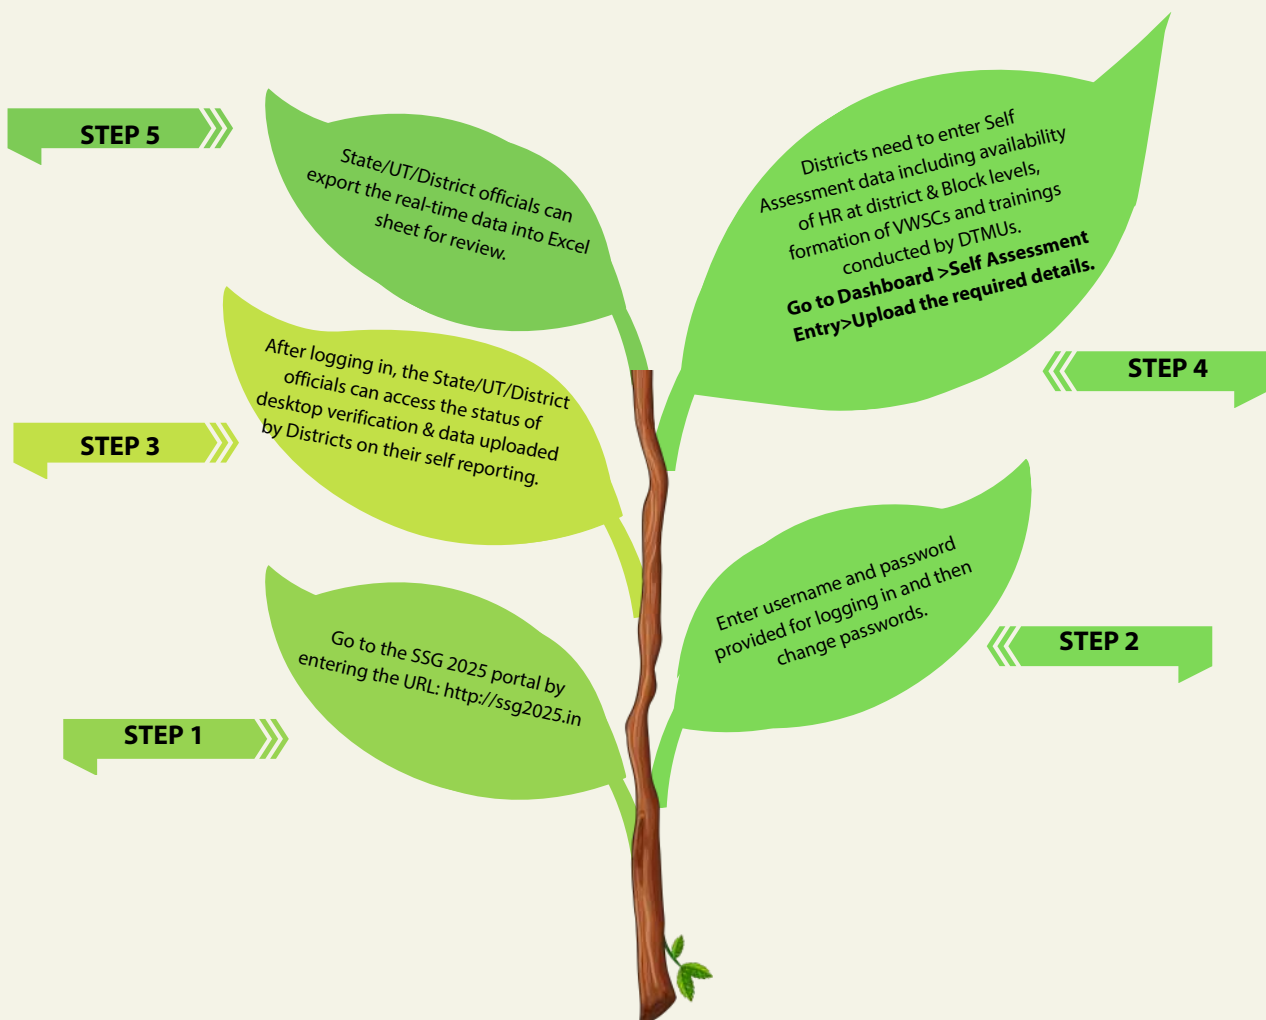 STEP 5
State/UT/District officials can
export the real-time data into Excel
sheet for review.
Districts need to enter Self
Assessment data including availability
of HR at district & Block levels,
formation of VWSCs and trainings
conducted by DTMUs.
Go to Dashboard >Self Assessment
Entry>Upload the required details.
STEP 4
STEP 3
After logging in, the State/UT/District
officials can access the status of
desktop verification & data uploaded
by Districts on their self reporting.
Enter username and password
provided for logging in and then
change passwords.
STEP 2
STEP 1
Go to the SSG 2025 portal by
entering the URL: http://ssg2025.in